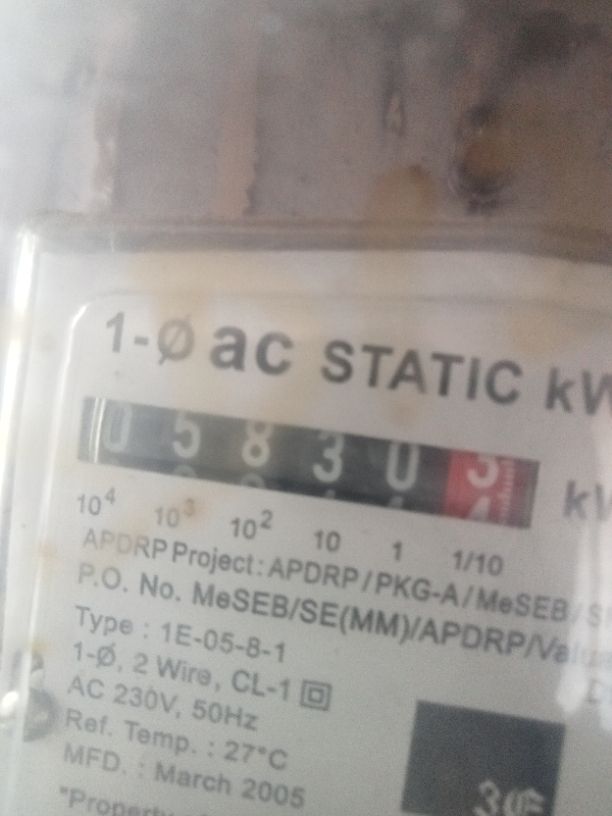 1-Ø ac STATIC kW
0 5 8 3 0 3
10⁴ 10³ 10² 10 1 1/10
APDRP Project : APDRP / PKG-A / MeSEB /
P.O. No. MeSEB/SE(MM)/APDRP/
Type : 1E-05-8-1
1-Ø, 2 Wire, CL-1
AC 230V, 50Hz
Ref. Temp. : 27°C
MFD. : March 2005
"Property